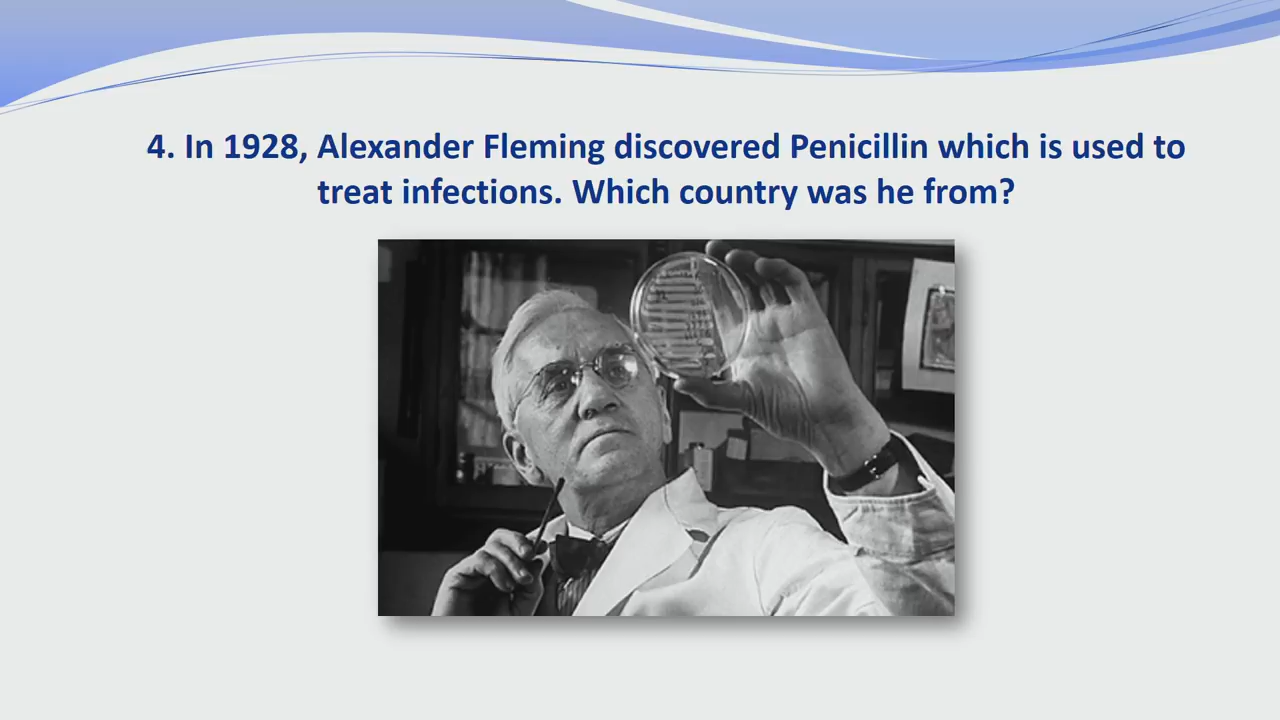 4. In 1928, Alexander Fleming discovered Penicillin which is used to
treat infections. Which country was he from?